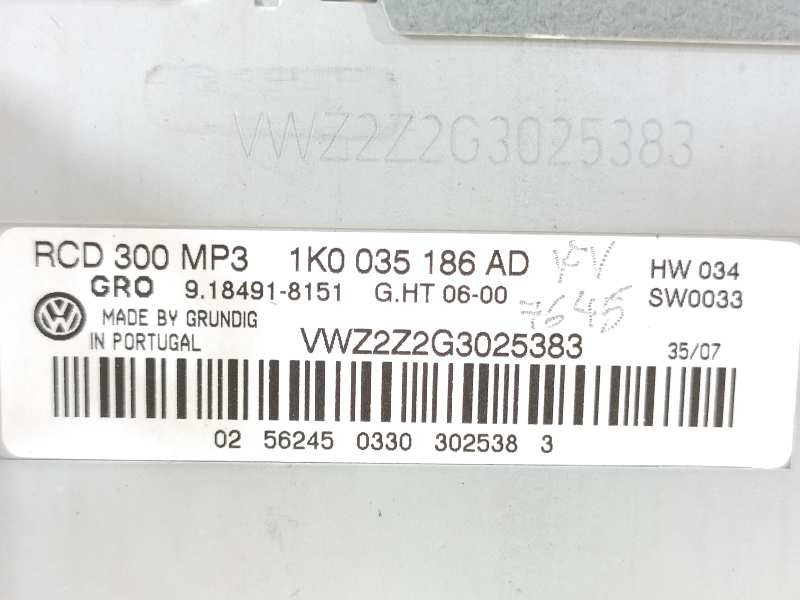 VWZ2Z2G3025383
RCD 300 MP3 1K0 035 186 AD HW 034
GRO 9.18491-8151 G.HT 06-00 7645 SW0033
MADE BY GRUNDIG
IN PORTUGAL VWZ2Z2G3025383 35/07
02 56245 0330 302538 3